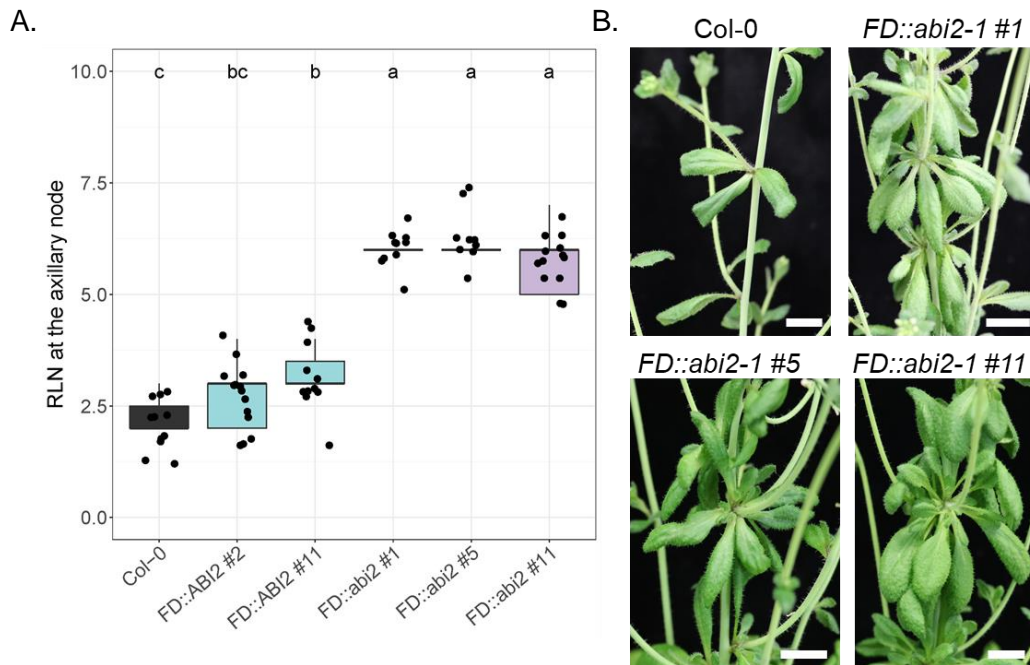 A.
RLN at the axillary node
10.0
7.5
5.0
2.5
0.0
c bc b a a a
Col-0
FD::ABI2 #2
FD::ABI2 #11
FD::abi2 #1
FD::abi2 #5
FD::abi2 #11
B.
Col-0
FD::abi2-1 #1
FD::abi2-1 #5
FD::abi2-1 #11